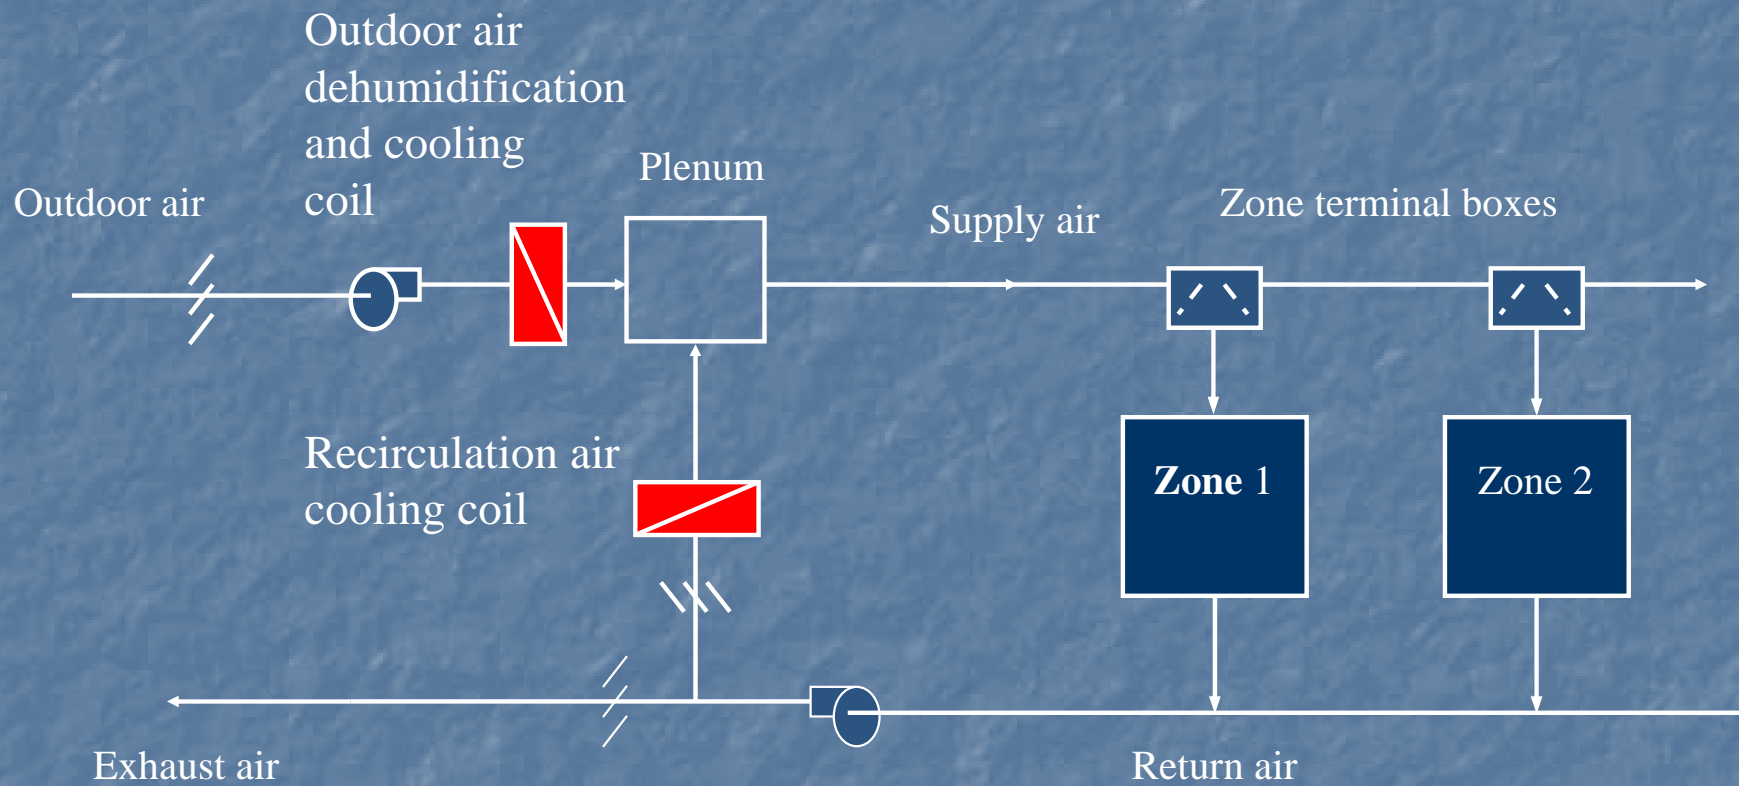 Outdoor air
dehumidification
and cooling
coil
Plenum
Outdoor air
Supply air
Zone terminal boxes
Recirculation air
cooling coil
Zone 1
Zone 2
Exhaust air
Return air